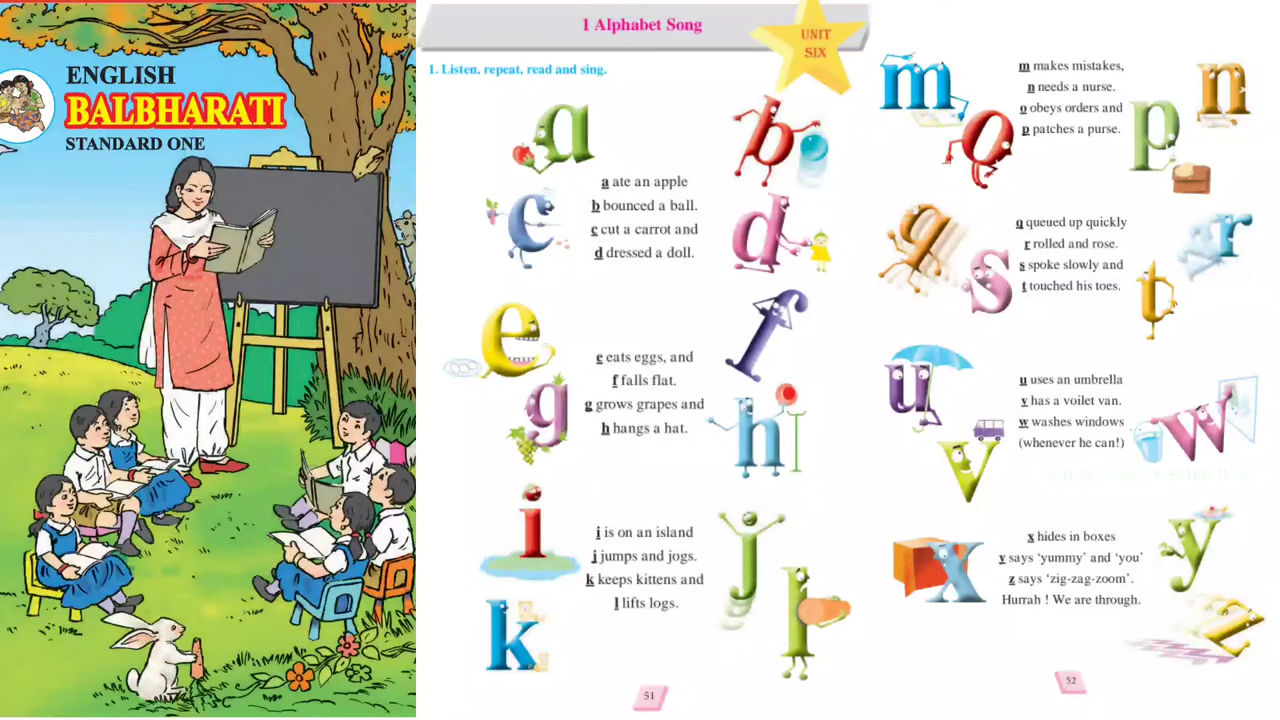 ENGLISH
BALBHARATI
STANDARD ONE
1 Alphabet Song
UNIT
SIX
1. Listen, repeat, read and sing.
a ate an apple
b bounced a ball.
c cut a carrot and
d dressed a doll.
e eats eggs, and
f falls flat.
g grows grapes and
h hangs a hat.
i is on an island
j jumps and jogs.
k keeps kittens and
l lifts logs.
51
m makes mistakes,
n needs a nurse.
o obeys orders and
p patches a purse.
q queued up quickly
r rolled and rose.
s spoke slowly and
t touched his toes.
u uses an umbrella
v has a voilet van.
w washes windows
(whenever he can!)
x hides in boxes
y says ‘yummy’ and ‘you’
z says ‘zig-zag-zoom’.
Hurrah ! We are through.
52